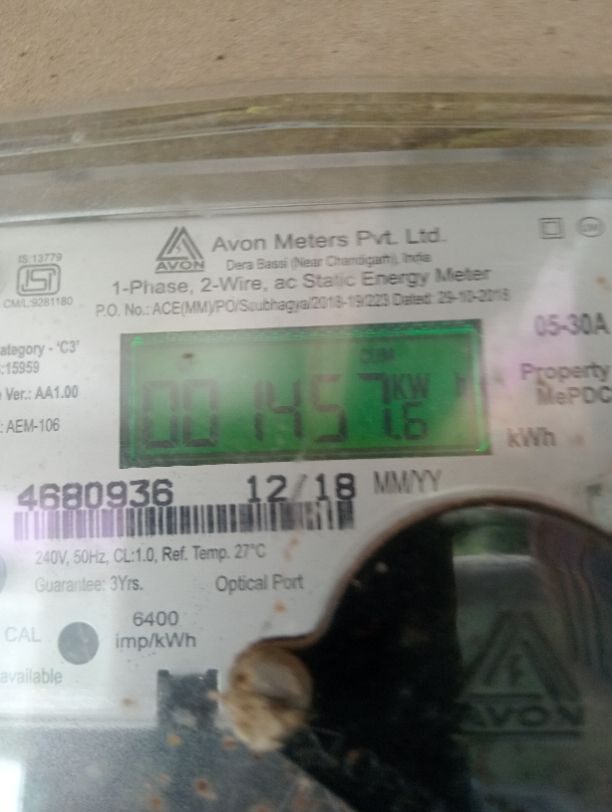 IS:13779
ISI
CM/L:9281180
AVON
Avon Meters Pvt. Ltd.
Dera Bassi (Near Chandigarh), India
1-Phase, 2-Wire, ac Static Energy Meter
P.O. No.: ACE(MM)/PO/Soubhagya/2018-19/223 Dated: 29-10-2018
05-30A
ategory - 'C3'
:15959
Ver.: AA1.00
: AEM-106
CUM
001457
KW h
1.6
Property
MePDC
kWh
4680936
12/18
MM/YY
240V, 50Hz, CL:1.0, Ref. Temp. 27°C
Guarantee: 3Yrs.
Optical Port
CAL
6400
imp/kWh
available
AVON